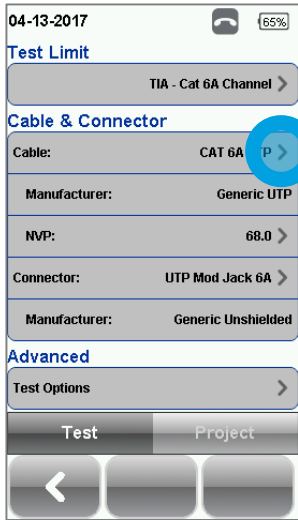 04-13-2017 65%
Test Limit
TIA - Cat 6A Channel
Cable & Connector
Cable: CAT 6A UTP
Manufacturer: Generic UTP
NVP: 68.0
Connector: UTP Mod Jack 6A
Manufacturer: Generic Unshielded
Advanced
Test Options
Test Project